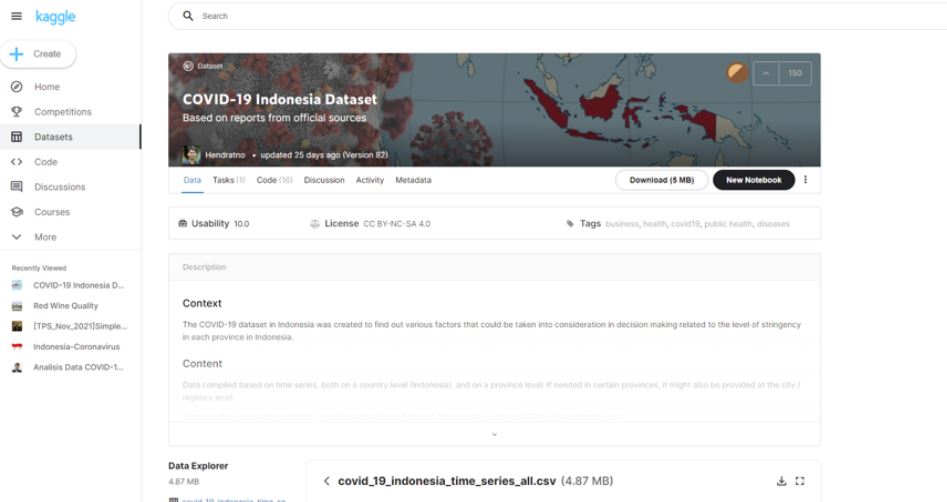 kaggle
Search
Create
Home
Competitions
Datasets
Code
Discussions
Courses
More
Recently Viewed
COVID-19 Indonesia D...
Red Wine Quality
[TPS_Nov_2021]Simple...
Indonesia-Coronavirus
Analisis Data COVID-1...
Dataset
150
COVID-19 Indonesia Dataset
Based on reports from official sources
Hendratno • updated 25 days ago (Version 82)
Data Tasks (1) Code (16) Discussion Activity Metadata Download (5 MB) New Notebook
Usability 10.0 License CC BY-NC-SA 4.0 Tags business, health, covid19, public health, diseases
Description
Context
The COVID-19 dataset in Indonesia was created to find out various factors that could be taken into consideration in decision making related to the level of stringency
in each province in Indonesia.
Content
Data compiled based on time series, both on a country level (Indonesia), and on a province level. If needed in certain provinces, it might also be provided at the city /
regency level.
Data Explorer
4.87 MB
covid_19_indonesia_time_series_all.csv (4.87 MB)